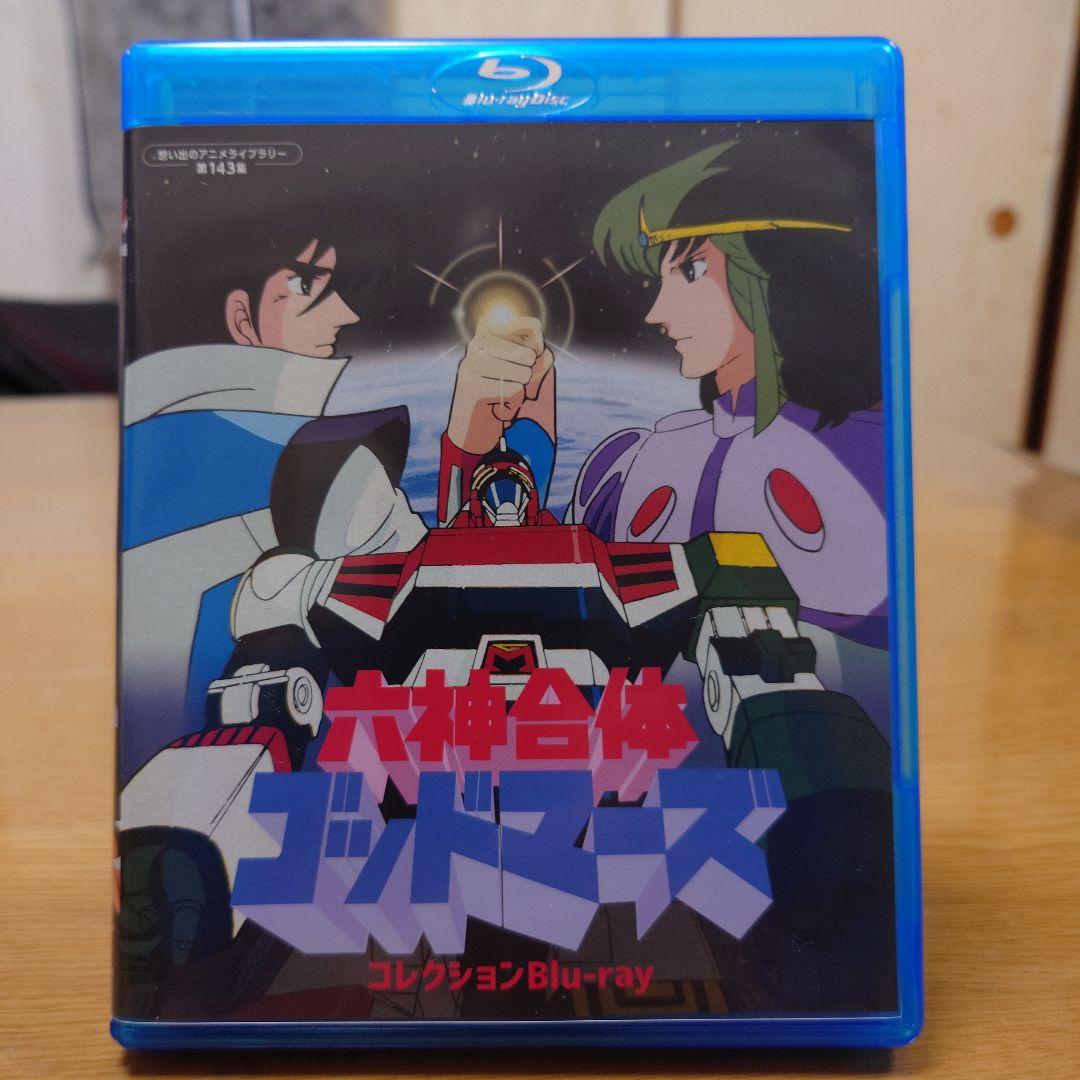 Blu-ray Disc
想い出のアニメライブラリー
第143集
六神合体
ゴッドマーズ
コレクションBlu-ray